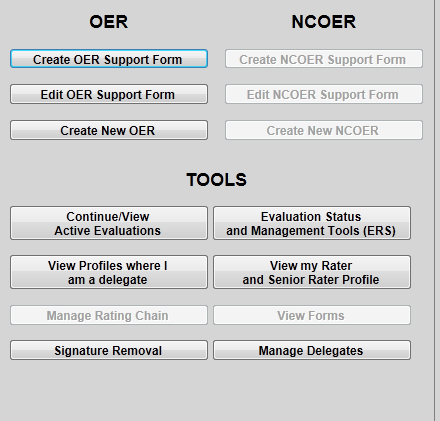 OER
NCOER
Create OER Support Form
Create NCOER Support Form
Edit OER Support Form
Edit NCOER Support Form
Create New OER
Create New NCOER
TOOLS
Continue/View
Active Evaluations
Evaluation Status
and Management Tools (ERS)
View Profiles where I
am a delegate
View my Rater
and Senior Rater Profile
Manage Rating Chain
View Forms
Signature Removal
Manage Delegates